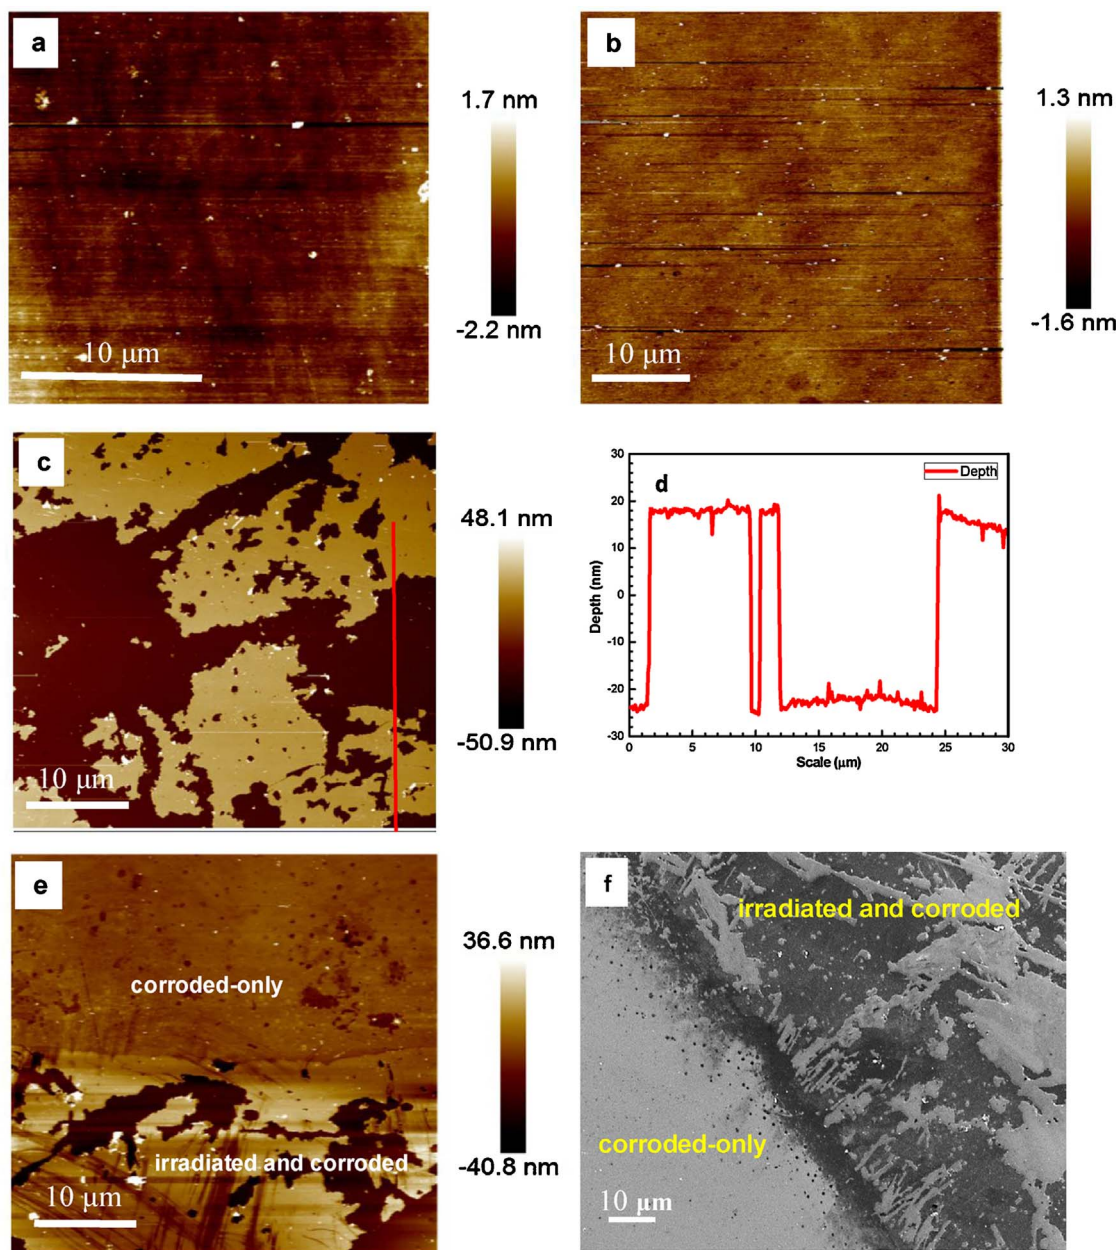 a
1.7 nm
-2.2 nm
10 μm
b
1.3 nm
-1.6 nm
10 μm
c
48.1 nm
-50.9 nm
10 μm
d
Depth
30
20
10
0
-10
-20
-30
Depth (nm)
0 5 10 15 20 25 30
Scale (μm)
e
corroded-only
irradiated and corroded
36.6 nm
-40.8 nm
10 μm
f
irradiated and corroded
corroded-only
10 μm